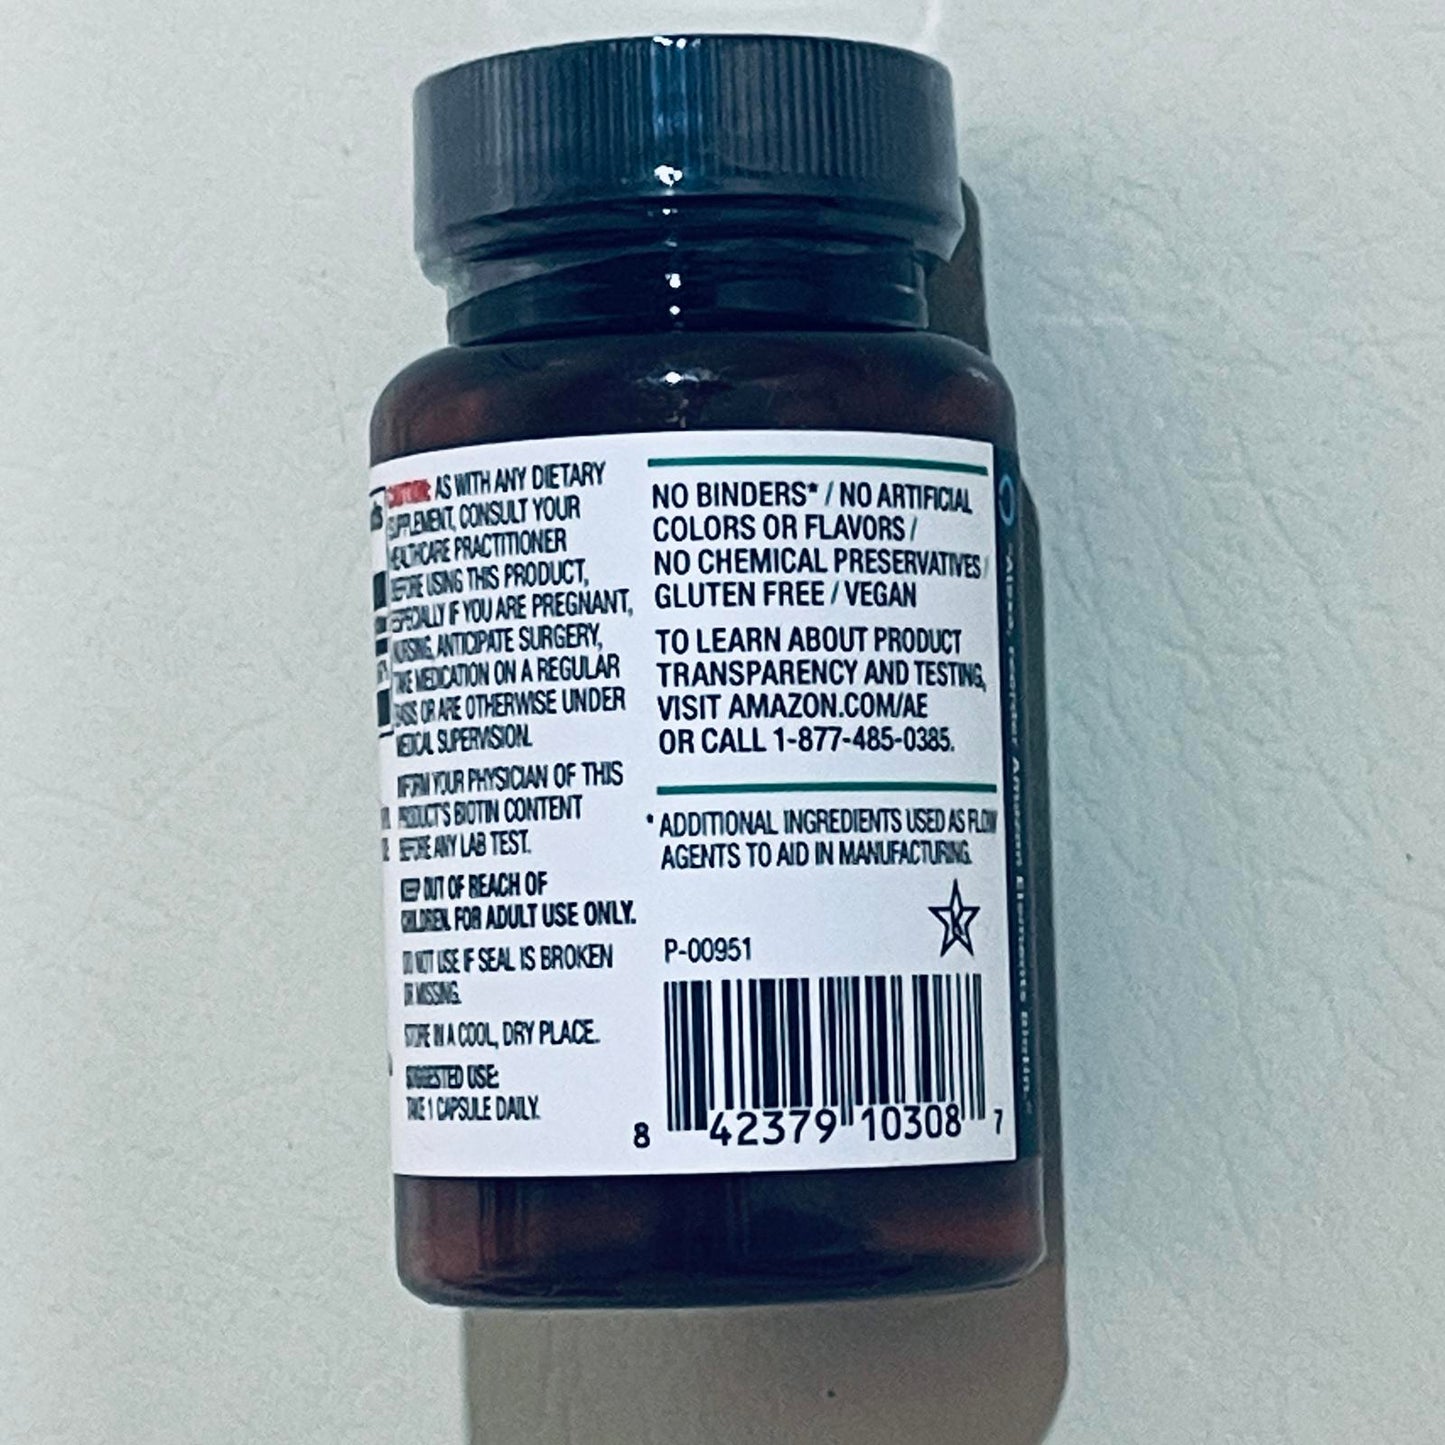 CAUTION: AS WITH ANY DIETARY
SUPPLEMENT, CONSULT YOUR
HEALTHCARE PRACTITIONER
BEFORE USING THIS PRODUCT,
ESPECIALLY IF YOU ARE PREGNANT,
NURSING, ANTICIPATE SURGERY,
TAKE MEDICATION ON A REGULAR
BASIS OR ARE OTHERWISE UNDER
MEDICAL SUPERVISION.
INFORM YOUR PHYSICIAN OF THIS
PRODUCT'S BIOTIN CONTENT
BEFORE ANY LAB TEST.
KEEP OUT OF REACH OF
CHILDREN. FOR ADULT USE ONLY.
DO NOT USE IF SEAL IS BROKEN
OR MISSING.
STORE IN A COOL, DRY PLACE.
SUGGESTED USE:
TAKE 1 CAPSULE DAILY.
NO BINDERS* / NO ARTIFICIAL
COLORS OR FLAVORS /
NO CHEMICAL PRESERVATIVES /
GLUTEN FREE / VEGAN
TO LEARN ABOUT PRODUCT
TRANSPARENCY AND TESTING,
VISIT AMAZON.COM/AE
OR CALL 1-877-485-0385.
* ADDITIONAL INGREDIENTS USED AS FLOW
AGENTS TO AID IN MANUFACTURING.
K
P-00951
8 42379 10308 7
"Alexa, reorder Amazon Elements Biotin."